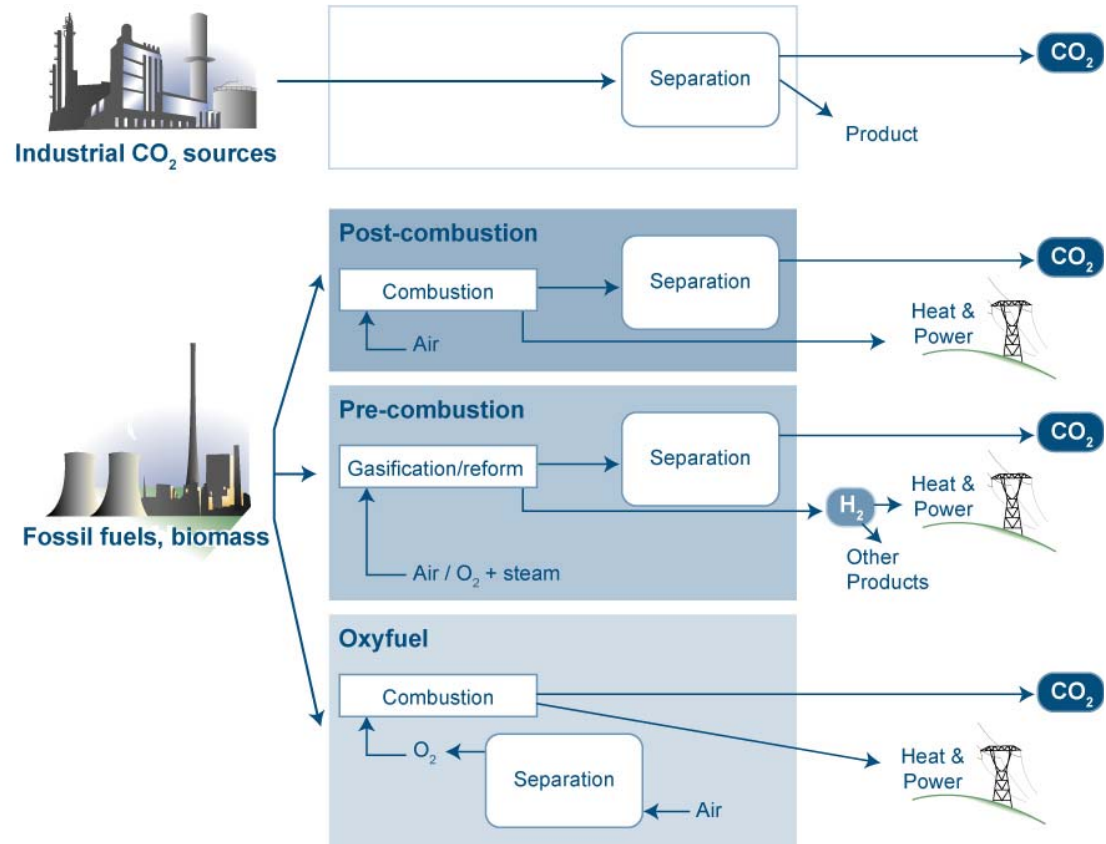 Separation
CO₂
Product
Industrial CO₂ sources
Post-combustion
Combustion
Separation
CO₂
Air
Heat &
Power
Pre-combustion
Gasification/reform
Separation
CO₂
H₂
Heat &
Power
Air / O₂ + steam
Other
Products
Fossil fuels, biomass
Oxyfuel
Combustion
CO₂
O₂
Separation
Air
Heat &
Power